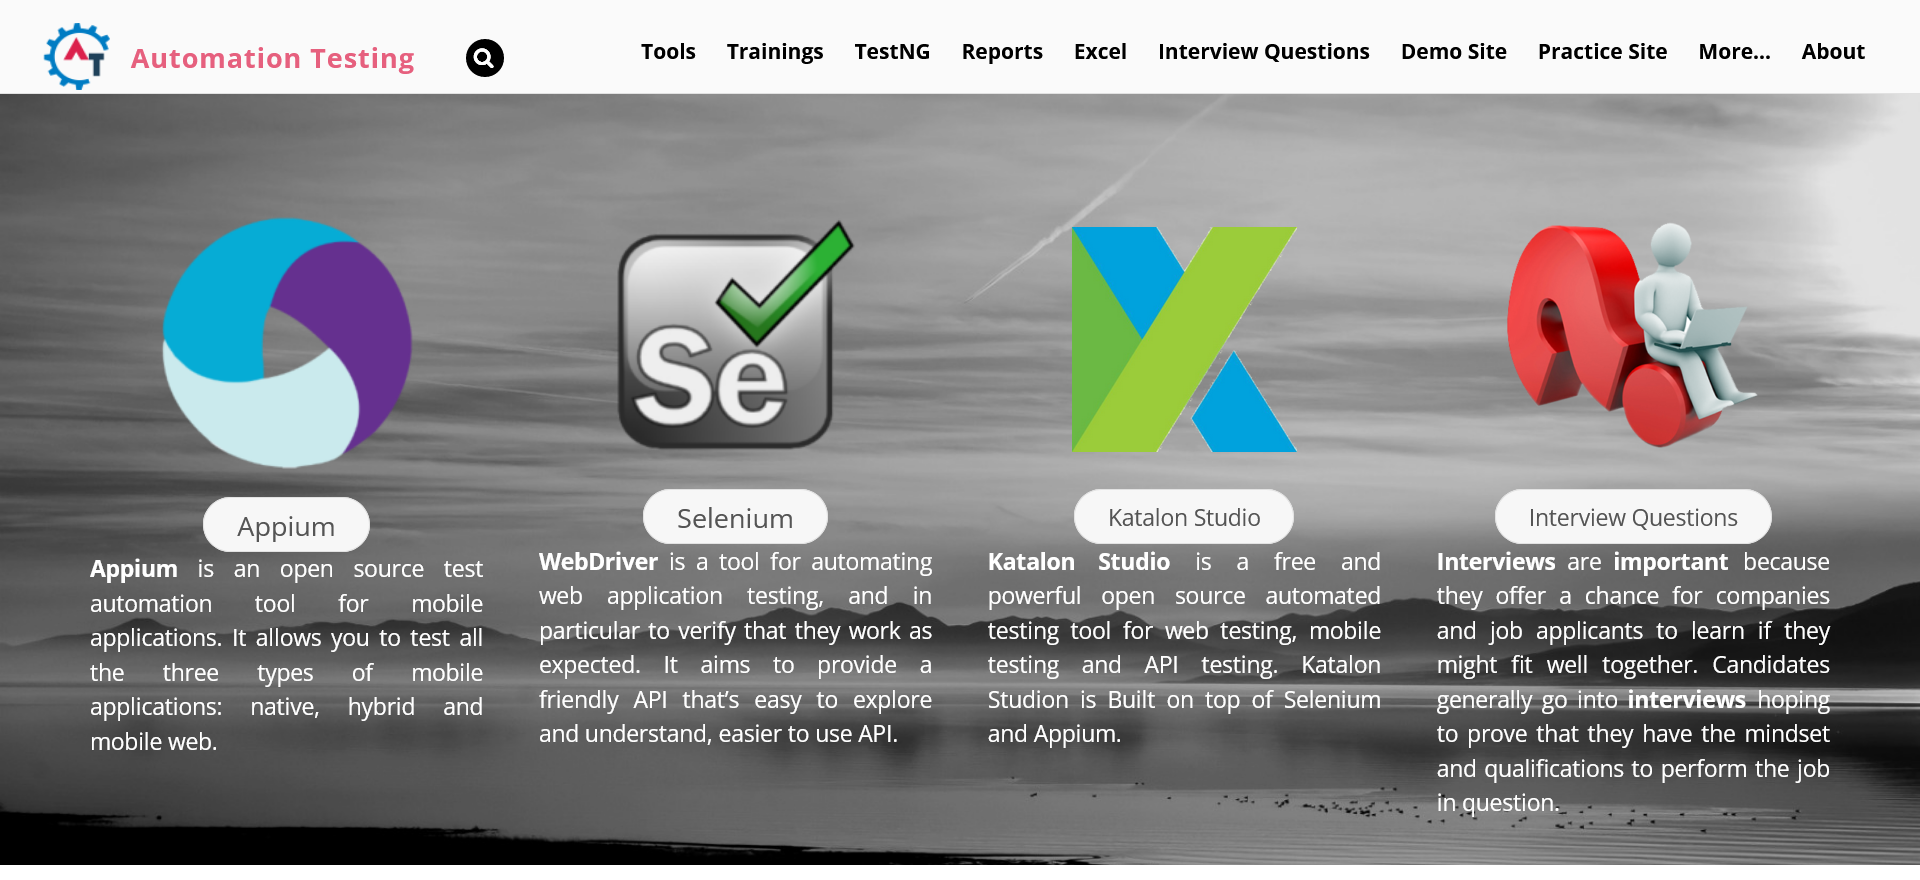 AT
Automation Testing
Tools Trainings TestNG Reports Excel Interview Questions Demo Site Practice Site More... About
Se
Appium
Appium is an open source test
automation tool for mobile
applications. It allows you to test all
the three types of mobile
applications: native, hybrid and
mobile web.
Selenium
WebDriver is a tool for automating
web application testing, and in
particular to verify that they work as
expected. It aims to provide a
friendly API that’s easy to explore
and understand, easier to use API.
Katalon Studio
Katalon Studio is a free and
powerful open source automated
testing tool for web testing, mobile
testing and API testing. Katalon
Studion is Built on top of Selenium
and Appium.
Interview Questions
Interviews are important because
they offer a chance for companies
and job applicants to learn if they
might fit well together. Candidates
generally go into interviews hoping
to prove that they have the mindset
and qualifications to perform the job
in question.